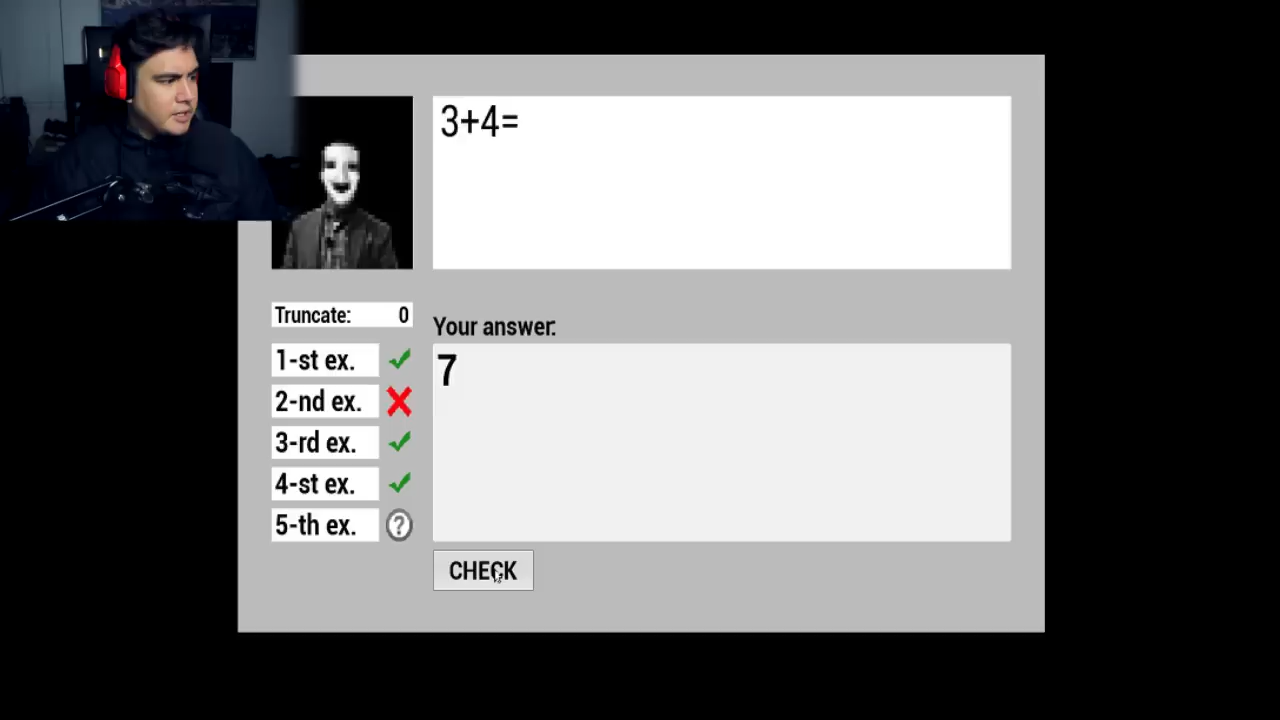 3+4=
Truncate: 0
Your answer:
7
1-st ex.
2-nd ex.
3-rd ex.
4-st ex.
5-th ex.
CHECK